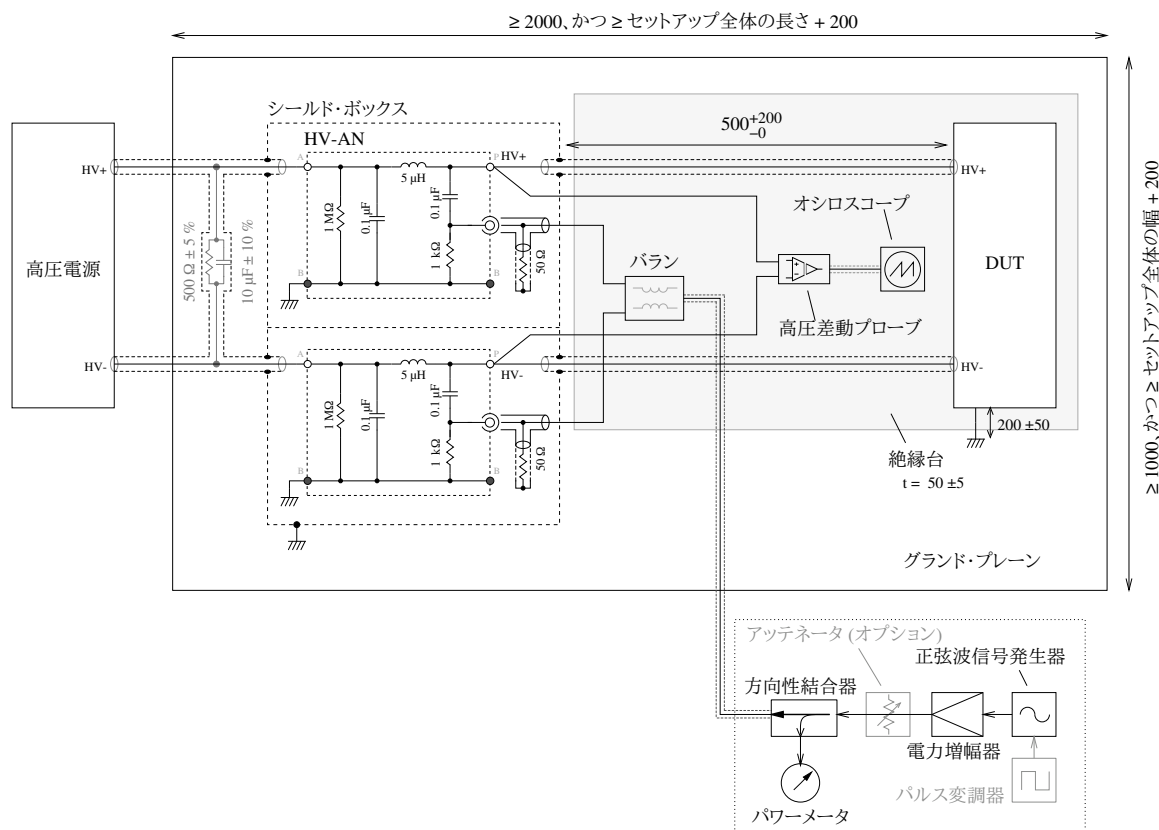 ≥ 2000、かつ ≥ セットアップ全体の長さ + 200
シールド・ボックス
HV-AN
500 +200 −0
A
P
HV+
HV+
HV+
5 µH
0.1 µF
1 MΩ
0.1 µF
1 kΩ
50 Ω
B
B
オシロスコープ
高圧電源
500 Ω ± 5 %
10 µF ± 10 %
バラン
DUT
高圧差動プローブ
≥ 1000、かつ ≥ セットアップ全体の幅 + 200
A
P
HV-
HV-
HV-
5 µH
0.1 µF
1 MΩ
0.1 µF
1 kΩ
50 Ω
B
B
200 ±50
絶縁台
t = 50 ±5
グランド・プレーン
アッテネータ (オプション)
正弦波信号発生器
方向性結合器
電力増幅器
パルス変調器
パワーメータ